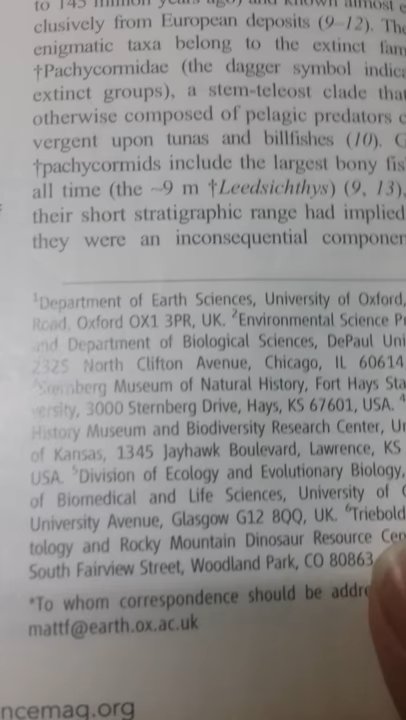 to 145 million years ago) and known almost e
clusively from European deposits (9–12). The
enigmatic taxa belong to the extinct fam
†Pachycormidae (the dagger symbol indica
extinct groups), a stem-teleost clade that
otherwise composed of pelagic predators c
vergent upon tunas and billfishes (10). G
†pachycormids include the largest bony fis
all time (the ~9 m †Leedsichthys) (9, 13),
their short stratigraphic range had implied
they were an inconsequential componen
1Department of Earth Sciences, University of Oxford,
Road, Oxford OX1 3PR, UK. 2Environmental Science Pr
and Department of Biological Sciences, DePaul Uni
2325 North Clifton Avenue, Chicago, IL 60614
3Sternberg Museum of Natural History, Fort Hays Sta
versity, 3000 Sternberg Drive, Hays, KS 67601, USA. 4
History Museum and Biodiversity Research Center, Un
of Kansas, 1345 Jayhawk Boulevard, Lawrence, KS
USA. 5Division of Ecology and Evolutionary Biology,
of Biomedical and Life Sciences, University of G
University Avenue, Glasgow G12 8QQ, UK. 6Triebold
tology and Rocky Mountain Dinosaur Resource Cen
South Fairview Street, Woodland Park, CO 80863
*To whom correspondence should be addre
mattf@earth.ox.ac.uk
ncemag.org